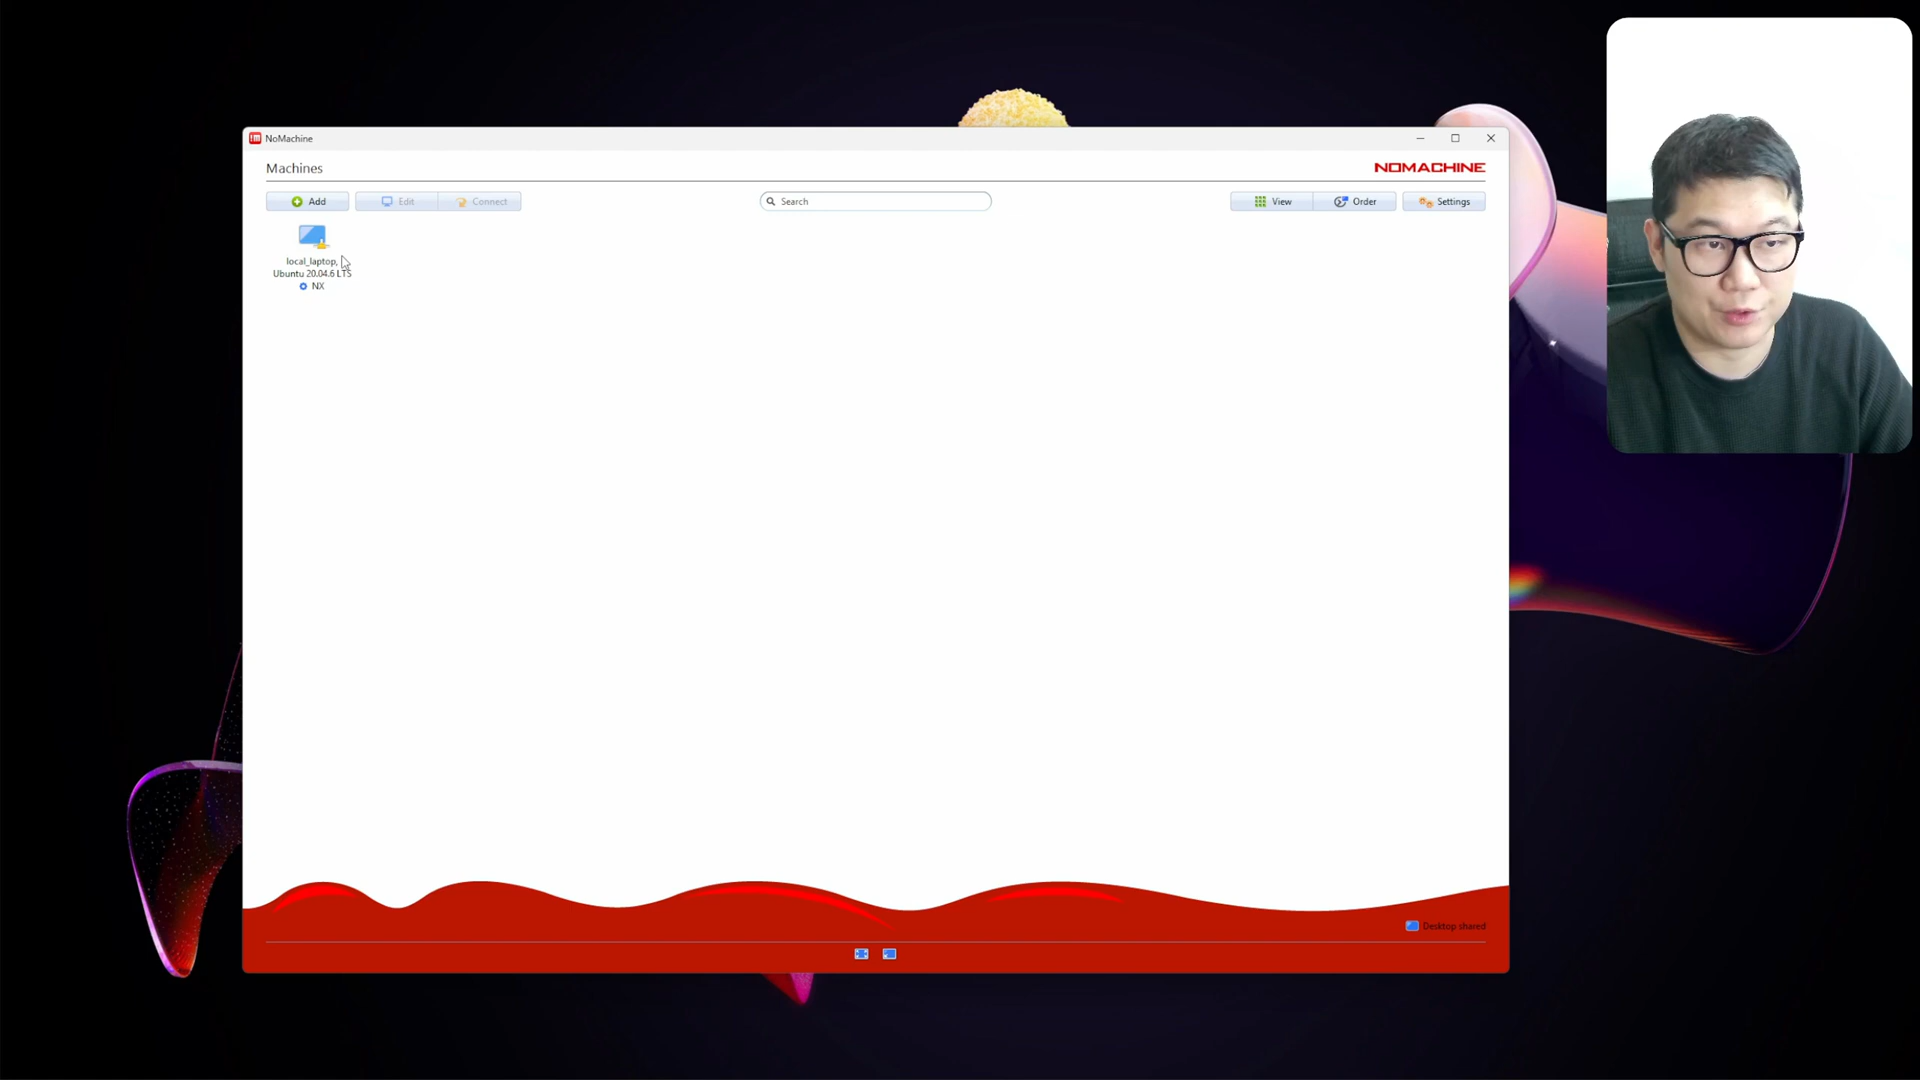 NoMachine
Machines
NOMACHINE
Add
Edit
Connect
Search
View
Order
Settings
local_laptop,
Ubuntu 20.04.6 LTS
NX
Desktop shared